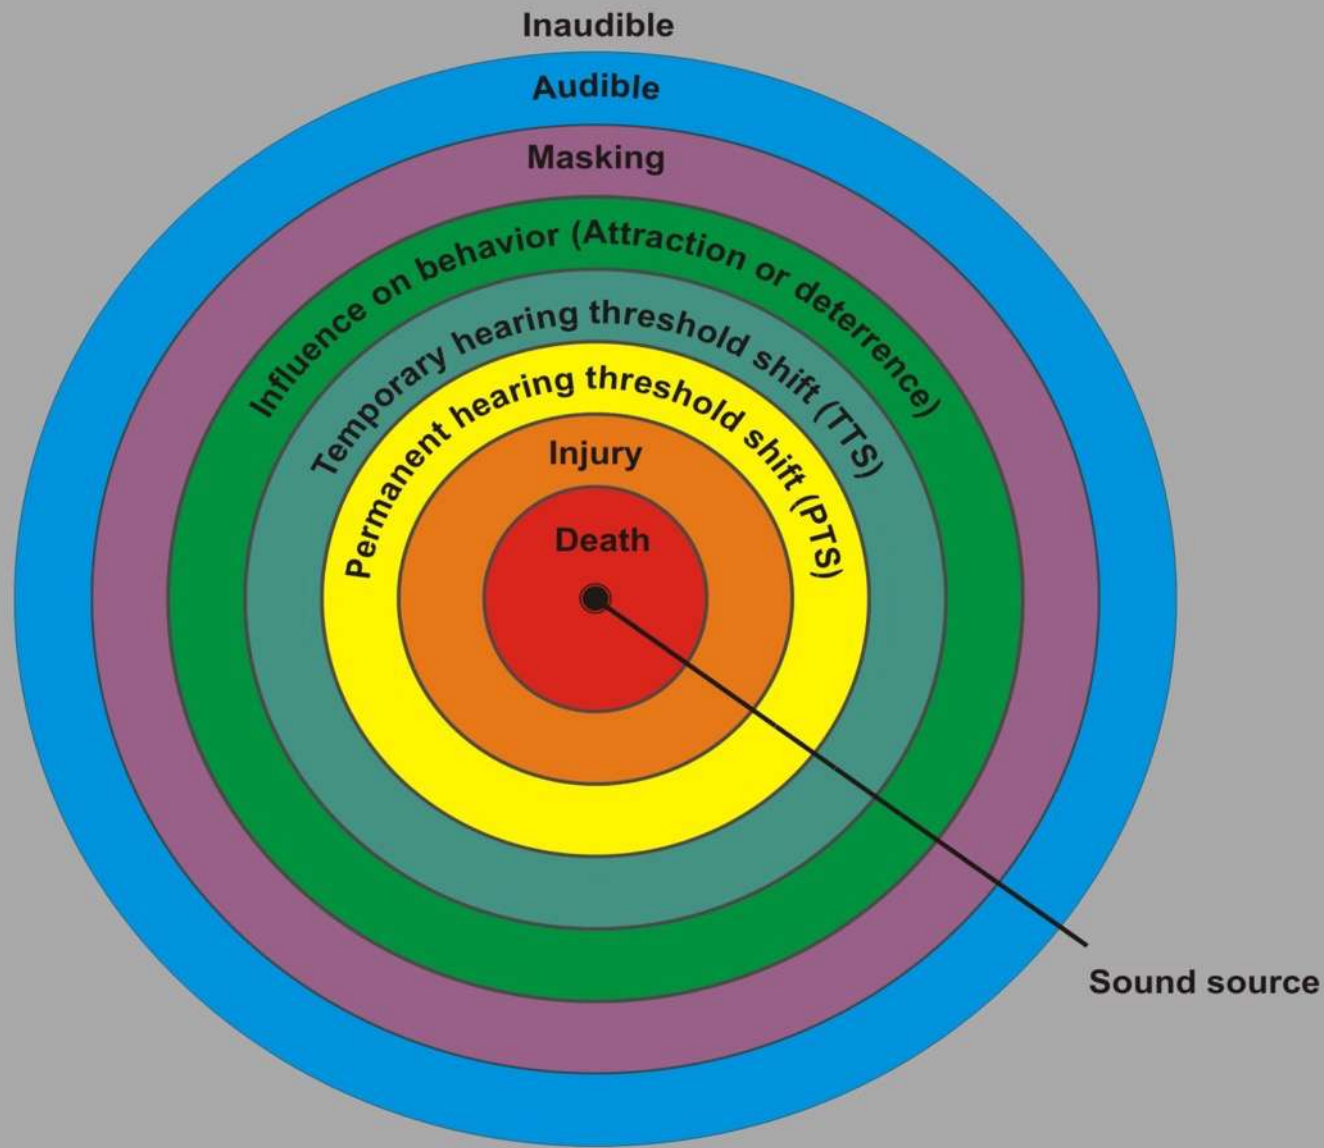 Inaudible
Audible
Masking
Influence on behavior (Attraction or deterrence)
Temporary hearing threshold shift (TTS)
Permanent hearing threshold shift (PTS)
Injury
Death
Sound source